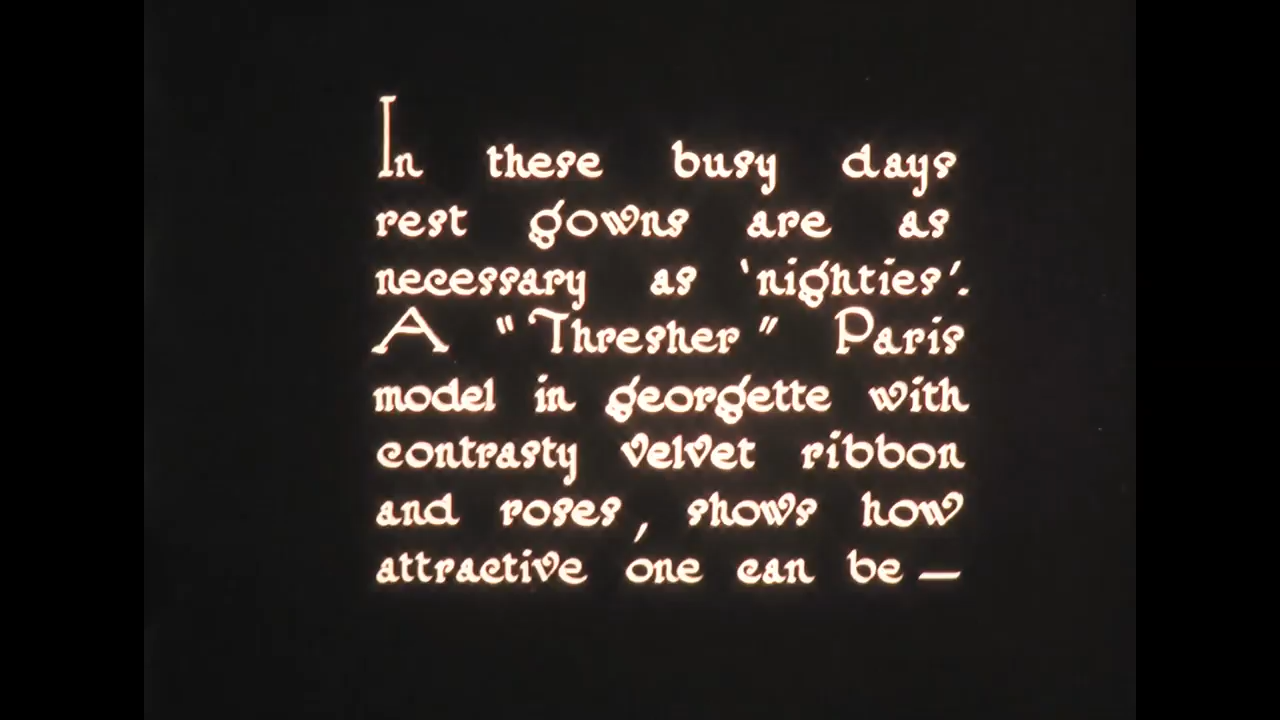 In these busy days
rest gowns are as
necessary as 'nighties'.
A "Thresher" Paris
model in georgette with
contrasty velvet ribbon
and roses, shows how
attractive one can be —